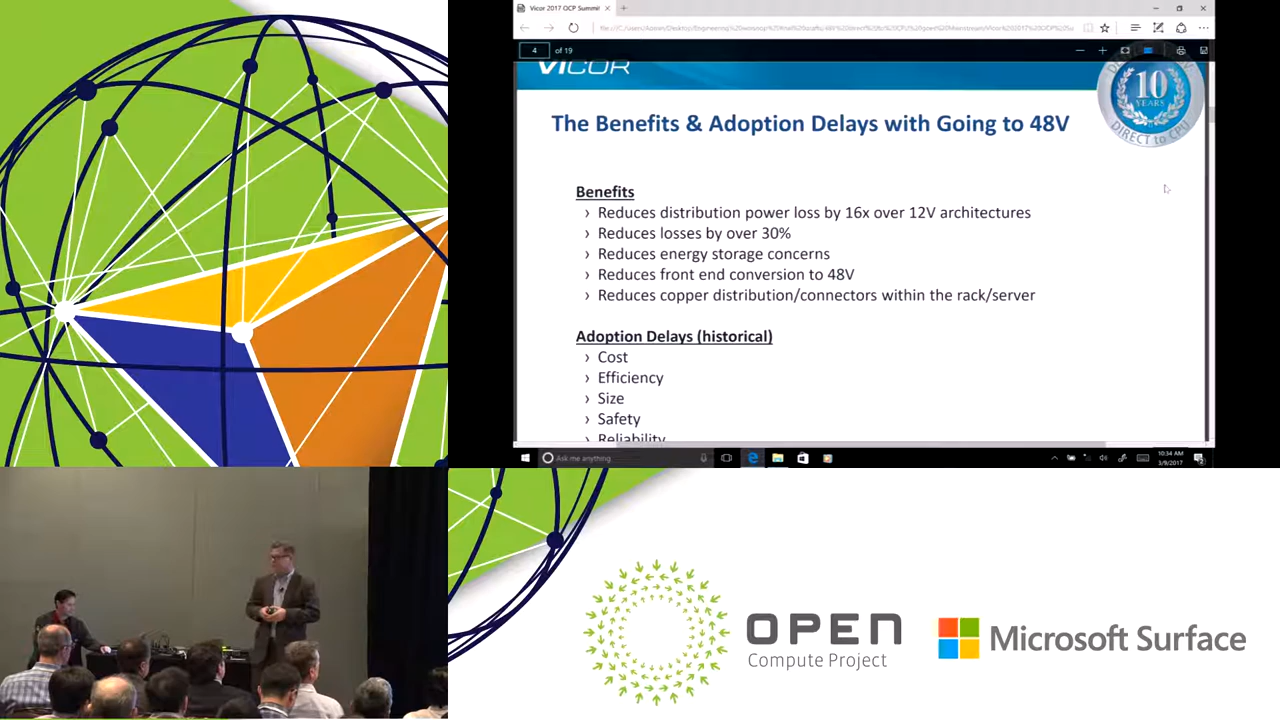 Vicor 2017 OCP Summit
4 of 19
VICOR
10
YEARS
DIRECT to CPU
The Benefits & Adoption Delays with Going to 48V
Benefits
› Reduces distribution power loss by 16x over 12V architectures
› Reduces losses by over 30%
› Reduces energy storage concerns
› Reduces front end conversion to 48V
› Reduces copper distribution/connectors within the rack/server
Adoption Delays (historical)
› Cost
› Efficiency
› Size
› Safety
› Reliability
Ask me anything
10:34 AM
3/9/2017
OPEN
Compute Project
Microsoft Surface